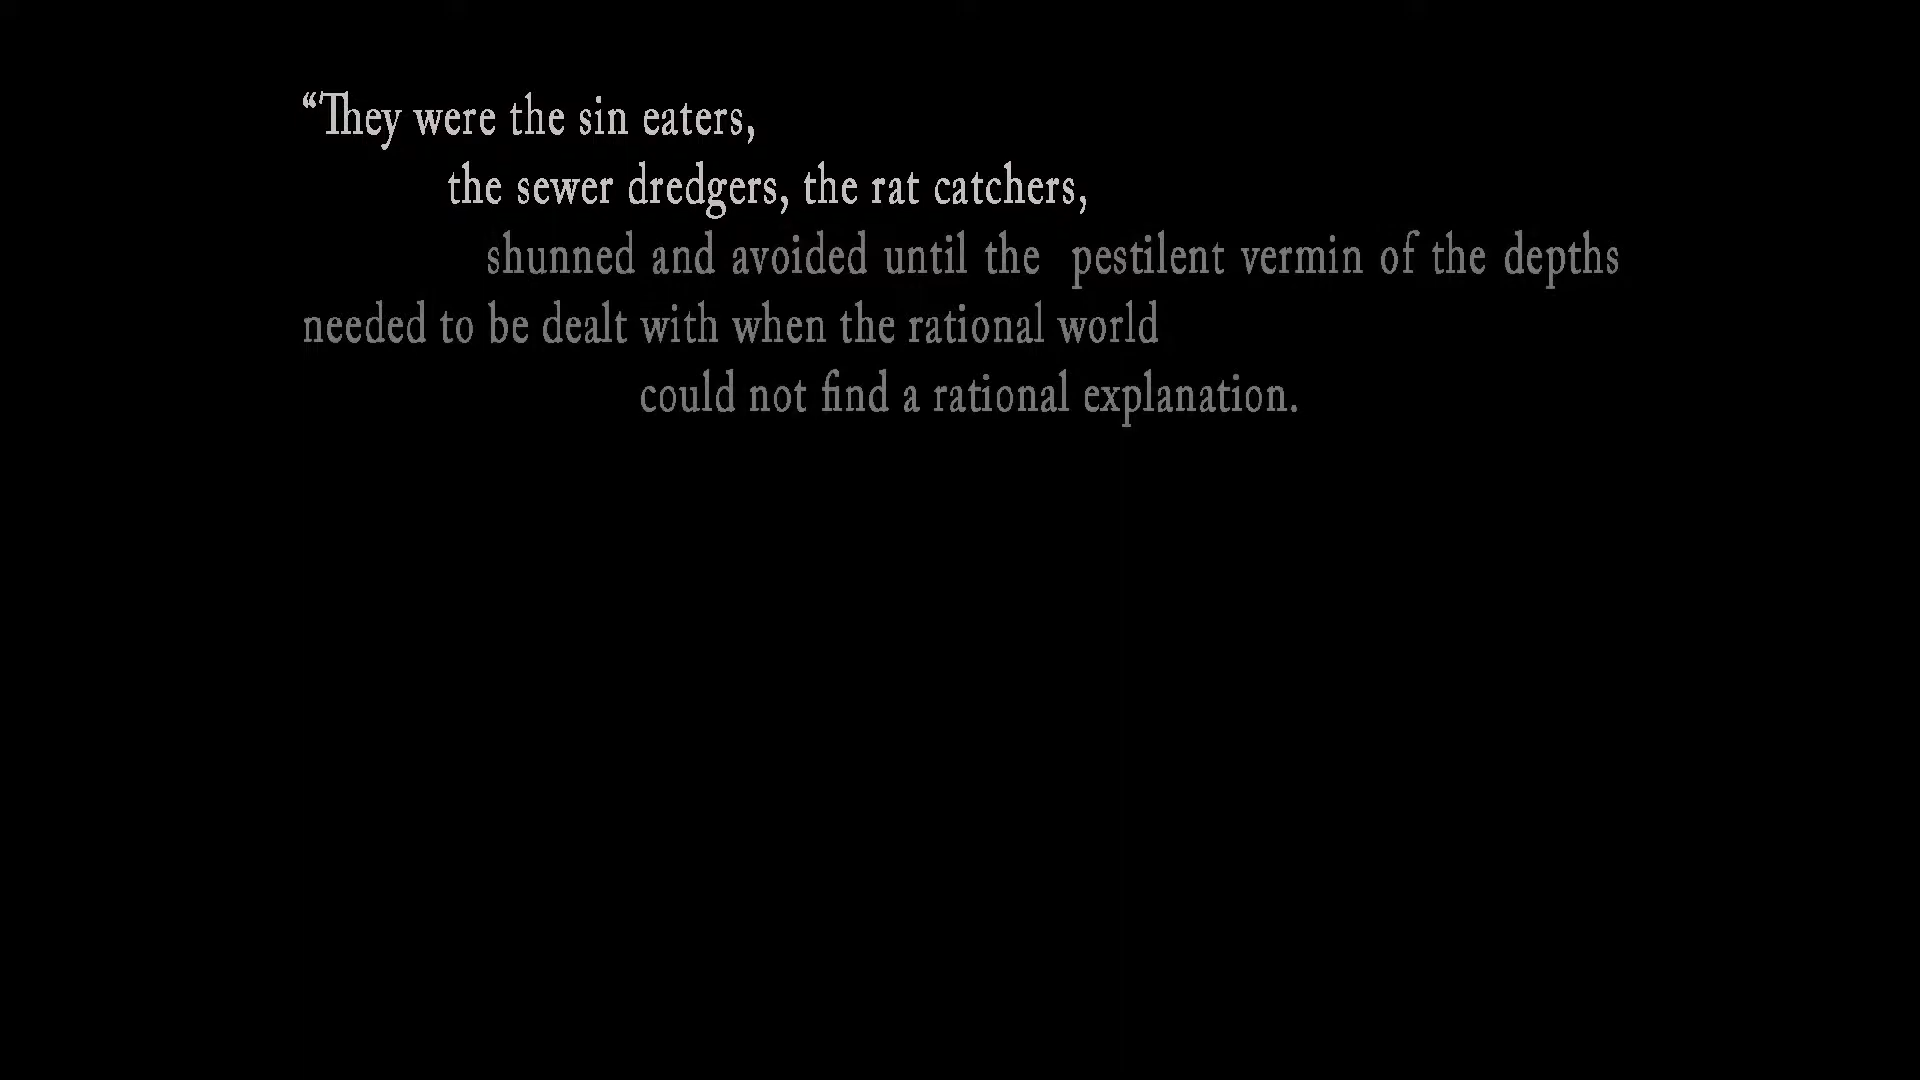 “They were the sin eaters,
the sewer dredgers, the rat catchers,
shunned and avoided until the pestilent vermin of the depths
needed to be dealt with when the rational world
could not find a rational explanation.